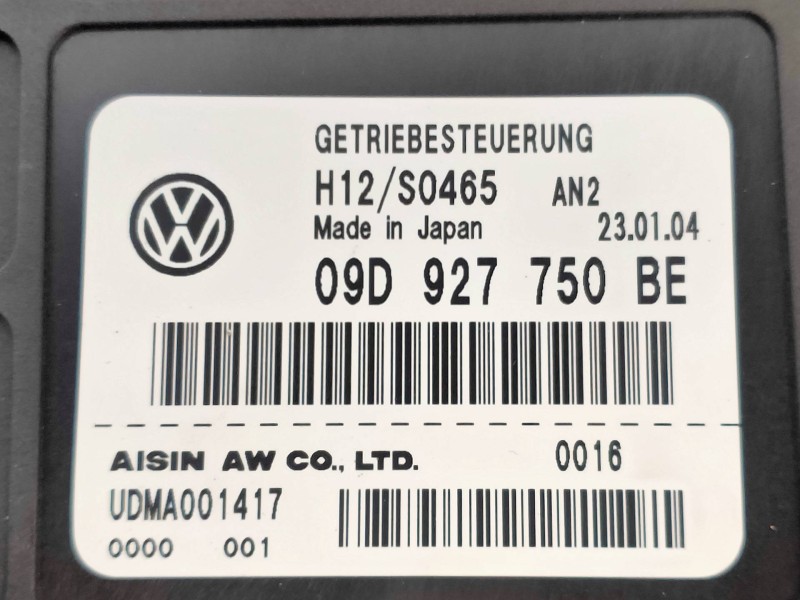 GETRIEBESTEUERUNG
H12/S0465 AN2
Made in Japan 23.01.04
09D 927 750 BE
AISIN AW CO., LTD. 0016
UDMA001417
0000 001